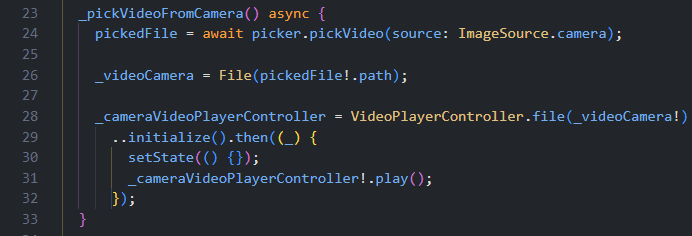 23 _pickVideoFromCamera() async {
24 pickedFile = await picker.pickVideo(source: ImageSource.camera);
25
26 _videoCamera = File(pickedFile!.path);
27
28 _cameraVideoPlayerController = VideoPlayerController.file(_videoCamera!)
29 ..initialize().then((_) {
30 setState(() {});
31 _cameraVideoPlayerController!.play();
32 });
33 }